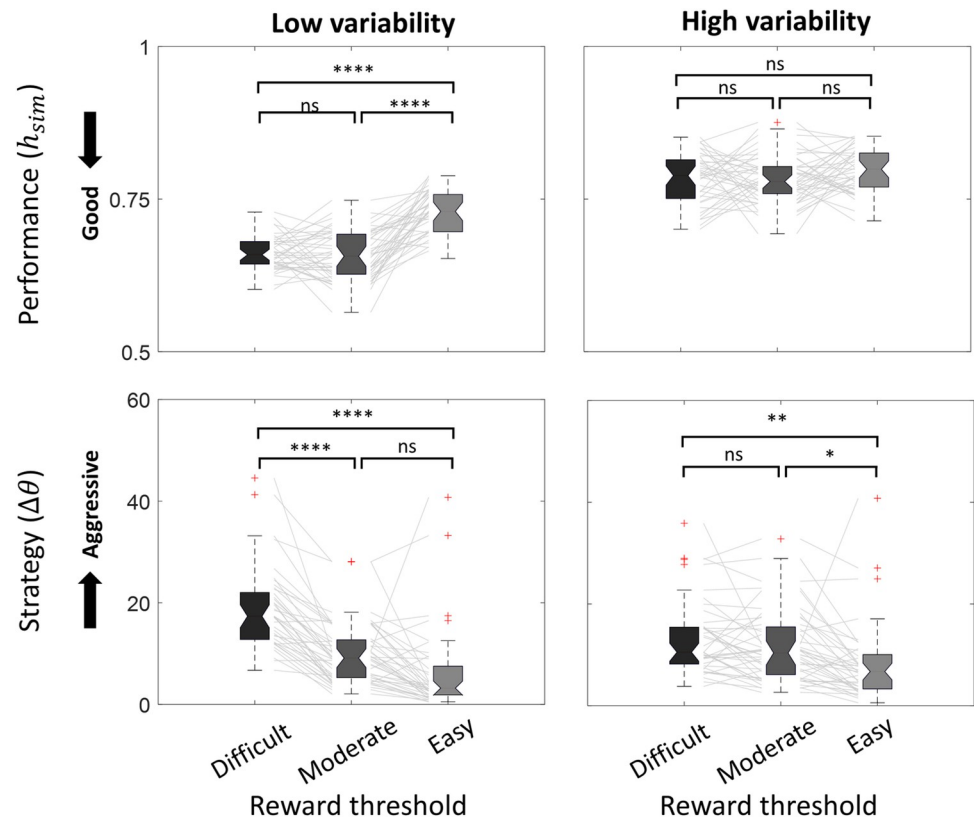 Low variability
High variability
Performance (h_sim)
Good
1
0.75
0.5
****
ns
****
ns
ns
ns
Strategy (Δθ)
Aggressive
60
40
20
0
****
****
ns
**
ns
*
Difficult
Moderate
Easy
Difficult
Moderate
Easy
Reward threshold
Reward threshold